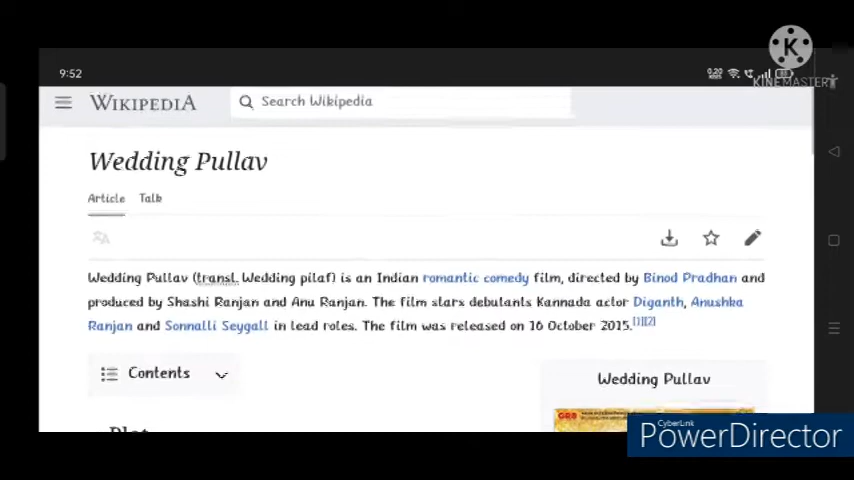 9:52
KINEMASTER
WIKIPEDIA
Search Wikipedia
Wedding Pullav
Article Talk
Wedding Pullav (transl. Wedding pilaf) is an Indian romantic comedy film, directed by Binod Pradhan and
produced by Shashi Ranjan and Anu Ranjan. The film stars debutants Kannada actor Diganth, Anushka
Ranjan and Sonnalli Seygall in lead roles. The film was released on 16 October 2015.[1][2]
Contents
Wedding Pullav
CyberLink
PowerDirector